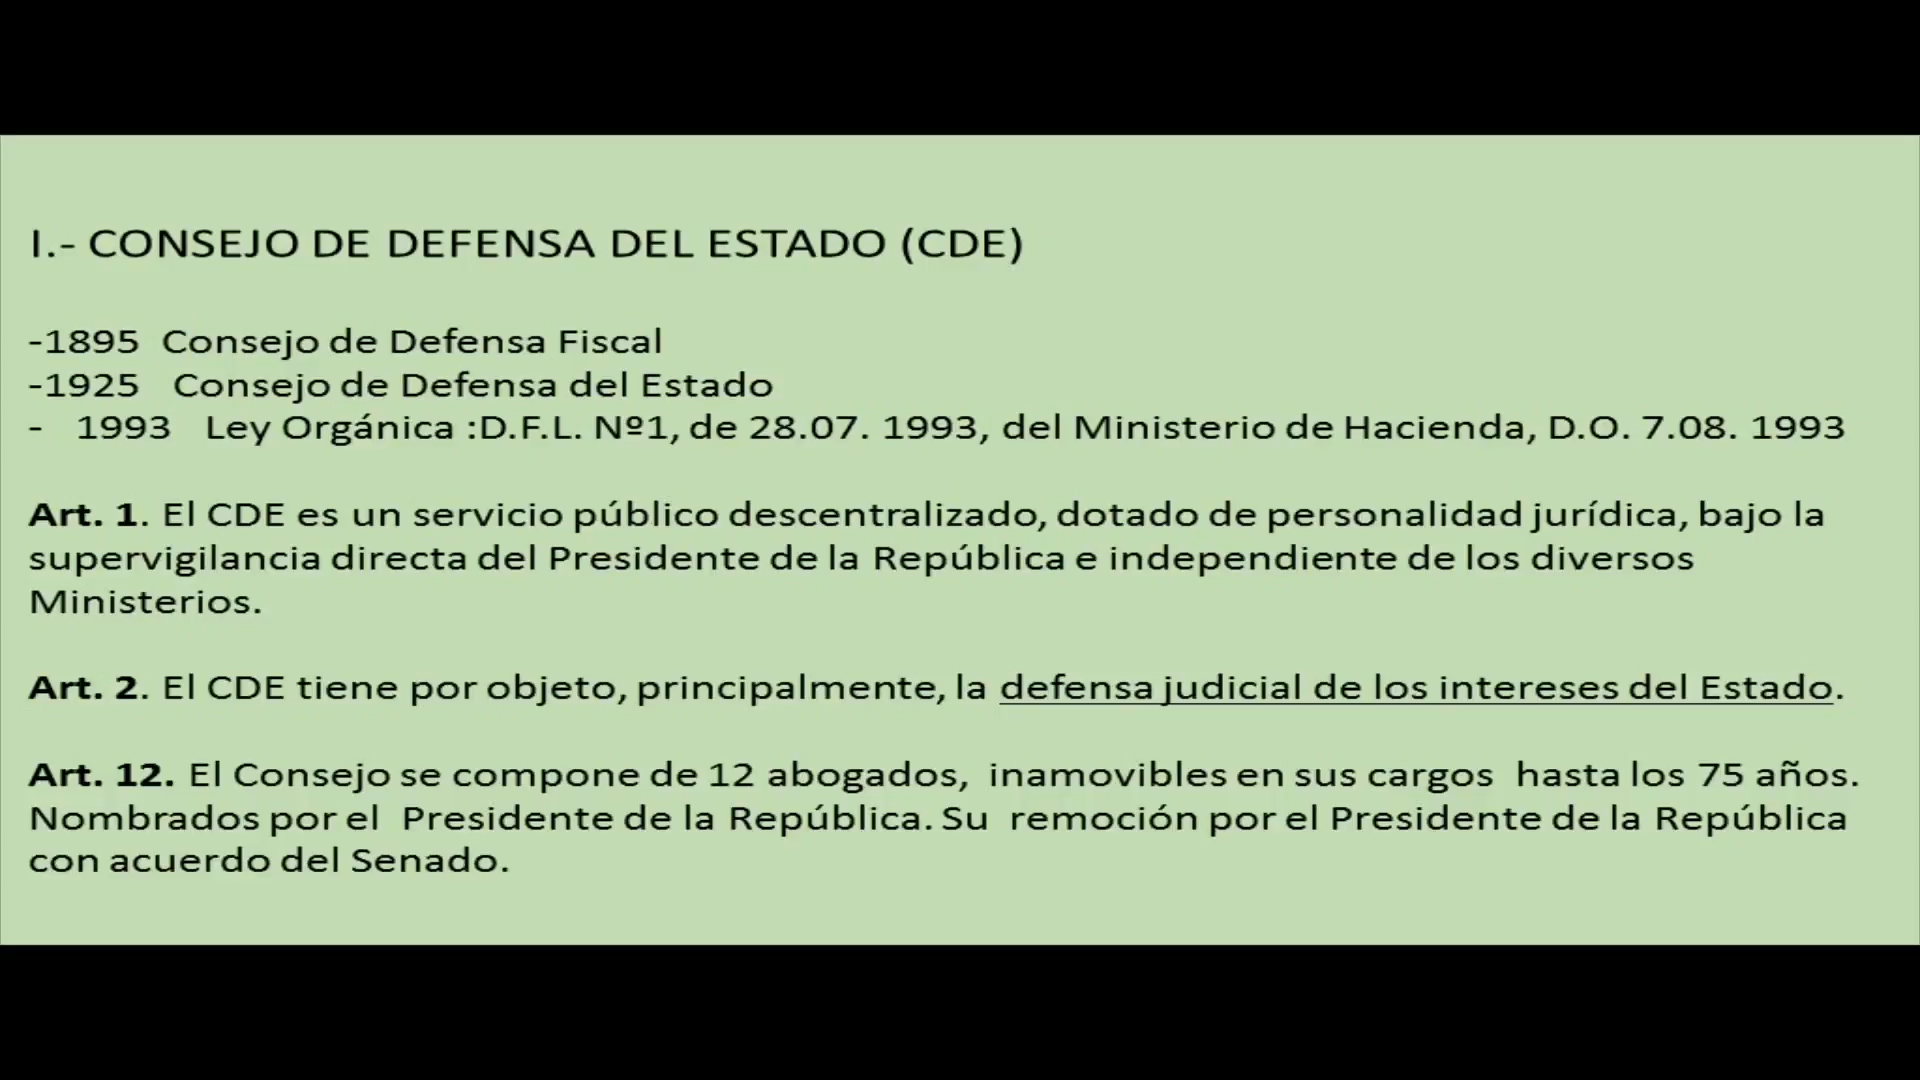 I.- CONSEJO DE DEFENSA DEL ESTADO (CDE)
-1895 Consejo de Defensa Fiscal
-1925 Consejo de Defensa del Estado
- 1993 Ley Orgánica :D.F.L. Nº1, de 28.07. 1993, del Ministerio de Hacienda, D.O. 7.08. 1993
Art. 1. El CDE es un servicio público descentralizado, dotado de personalidad jurídica, bajo la
supervigilancia directa del Presidente de la República e independiente de los diversos
Ministerios.
Art. 2. El CDE tiene por objeto, principalmente, la defensa judicial de los intereses del Estado.
Art. 12. El Consejo se compone de 12 abogados, inamovibles en sus cargos hasta los 75 años.
Nombrados por el Presidente de la República. Su remoción por el Presidente de la República
con acuerdo del Senado.